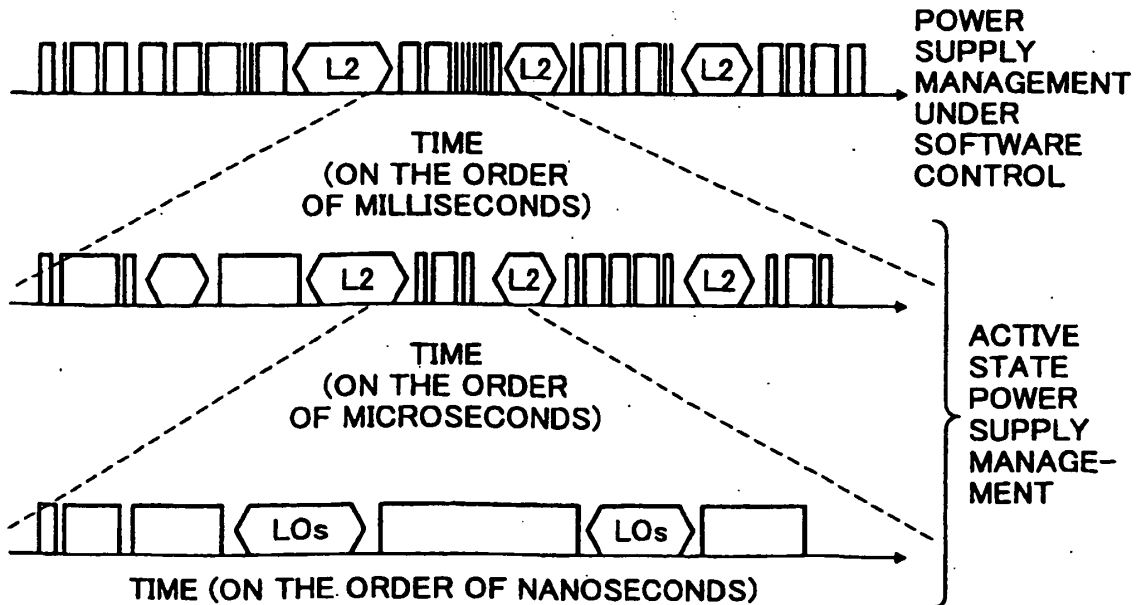 L2 L2 L2
POWER
SUPPLY
MANAGEMENT
UNDER
SOFTWARE
CONTROL
TIME
(ON THE ORDER
OF MILLISECONDS)
L2 L2 L2
TIME
(ON THE ORDER
OF MICROSECONDS)
ACTIVE
STATE
POWER
SUPPLY
MANAGE-
MENT
LOs LOs
TIME (ON THE ORDER OF NANOSECONDS)